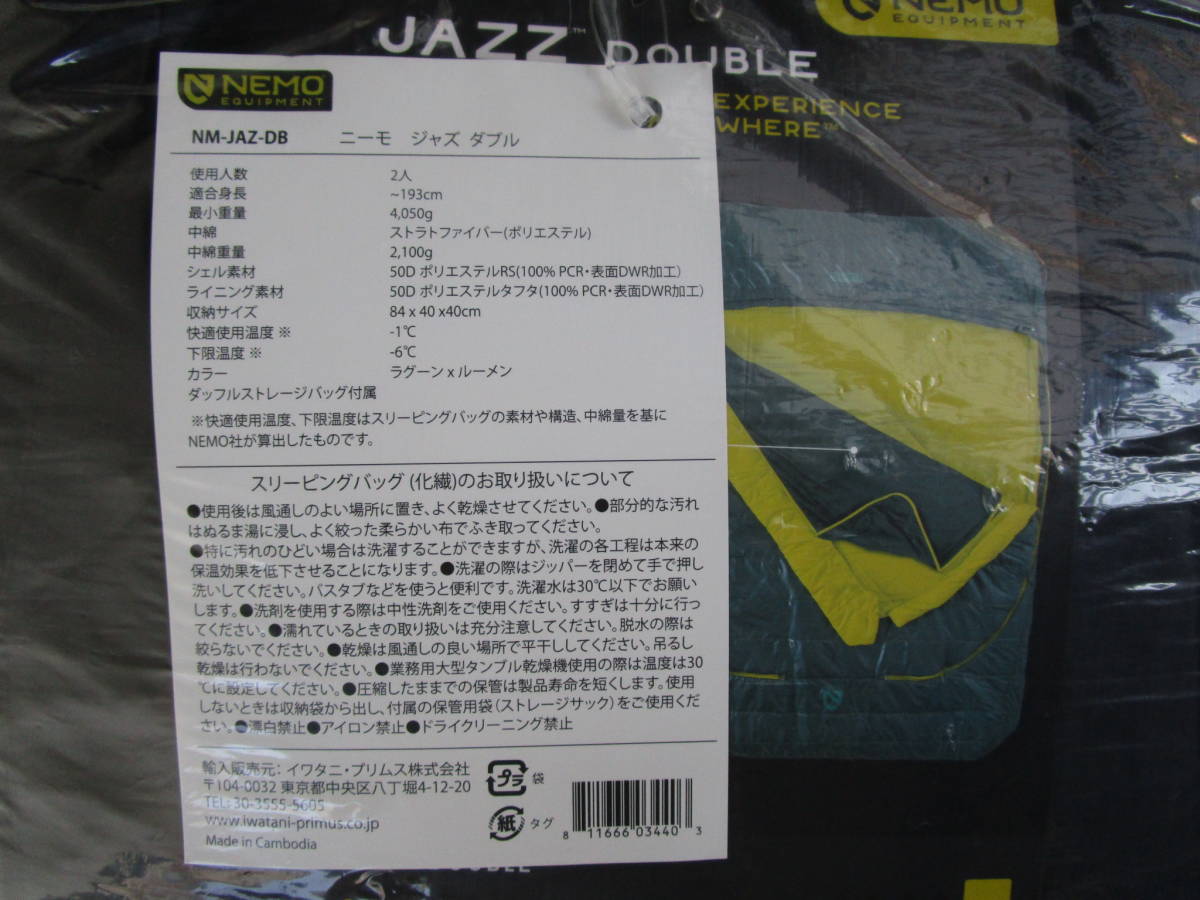 JAZZ™ DOUBLE
NEMO
EQUIPMENT
EXPERIENCE
WHERE™
NEMO
EQUIPMENT
NM-JAZ-DB ニーモ ジャズ ダブル
使用人数 2人
適合身長 ~193cm
最小重量 4,050g
中綿 ストラトファイバー(ポリエステル)
中綿重量 2,100g
シェル素材 50D ポリエステルRS(100% PCR・表面DWR加工)
ライニング素材 50D ポリエステルタフタ(100% PCR・表面DWR加工)
収納サイズ 84 x 40 x40cm
快適使用温度 ※ -1℃
下限温度 ※ -6℃
カラー ラグーン x ルーメン
ダッフルストレージバッグ付属
※快適使用温度、下限温度はスリーピングバッグの素材や構造、中綿量を基に
NEMO社が算出したものです。
スリーピングバッグ (化繊)のお取り扱いについて
●使用後は風通しのよい場所に置き、よく乾燥させてください。●部分的な汚れ
はぬるま湯に浸し、よく絞った柔らかい布でふき取ってください。
●特に汚れのひどい場合は洗濯することができますが、洗濯の各工程は本来の
保温効果を低下させることになります。●洗濯の際はジッパーを閉めて手で押し
洗いしてください。バスタブなどを使うと便利です。洗濯水は30℃以下でお願い
します。●洗剤を使用する際は中性洗剤をご使用ください。すすぎは十分に行っ
てください。●濡れているときの取り扱いは充分注意してください。脱水の際は
絞らないでください。●乾燥は風通しの良い場所で平干ししてください。吊るし
乾燥は行わないでください。●業務用大型タンブル乾燥機使用の際は温度は30
℃に設定してください。●圧縮したままでの保管は製品寿命を短くします。使用
しないときは収納袋から出し、付属の保管用袋（ストレージサック）をご使用くだ
さい。●漂白禁止●アイロン禁止●ドライクリーニング禁止
輸入販売元: イワタニ・プリムス株式会社
〒104-0032 東京都中央区八丁堀4-12-20
TEL:30-3555-5605
www.iwatani-primus.co.jp
Made in Cambodia
プラ 袋
紙 タグ
8 11666 03440 3
DOUBLE